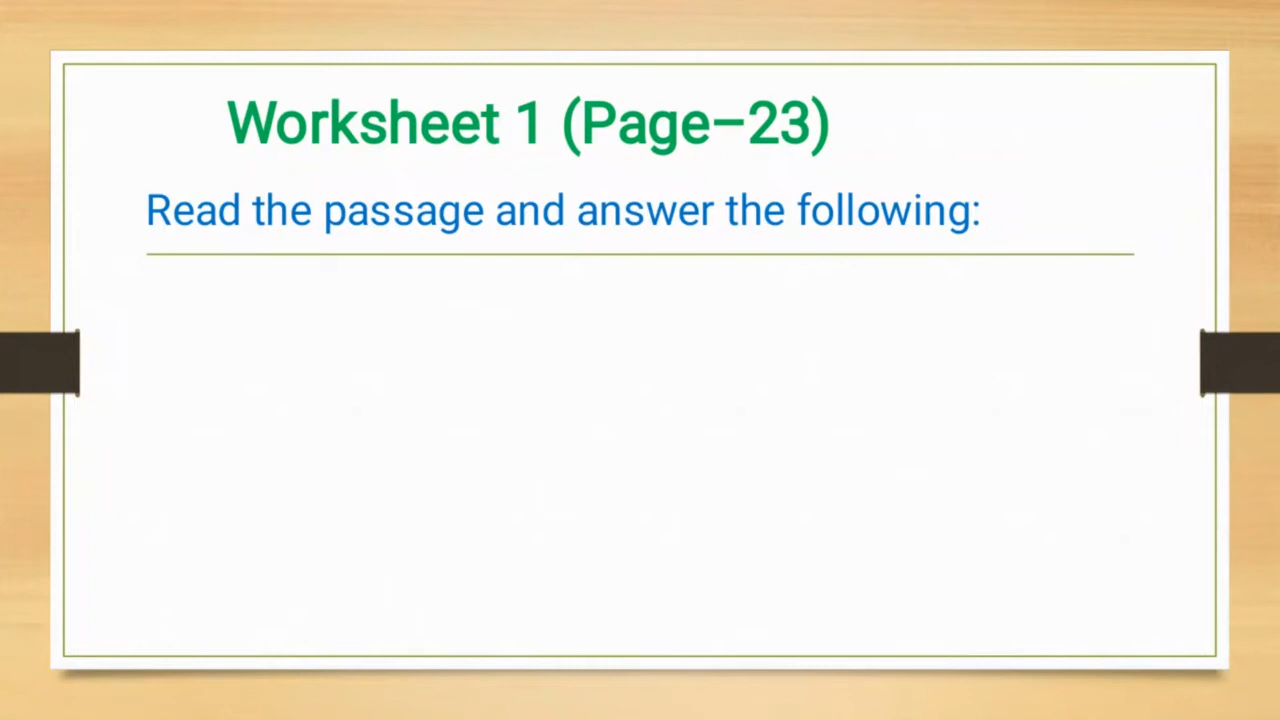 Worksheet 1 (Page–23)
Read the passage and answer the following: